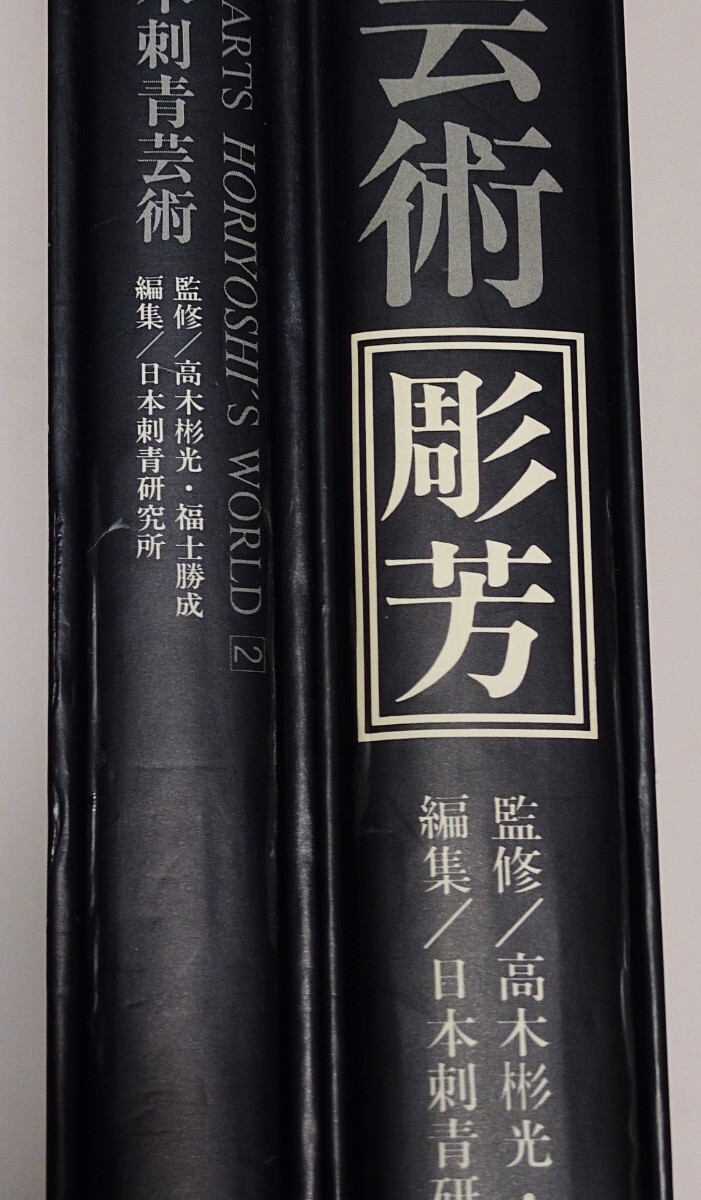 ARTS HORIYOSHI'S WORLD 2
本刺青芸術
監修／高木彬光・福士勝成
編集／日本刺青研究所
芸術
彫芳
監修／高木彬光・
編集／日本刺青研